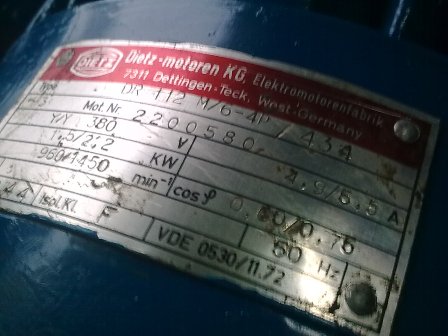 DIETZ Dietz-motoren KG. Elektromotorenfabrik
7311 Dettingen-Teck, West-Germany
Type DR 112 M/6-4P / 434
Mot. Nr 2200580
Y/Y 380 V 4,9/5,5 A
1,5/2,2 KW
960/1450 min⁻¹ cos φ 0,60/0,76
44 Isol.Kl. F 50 Hz
VDE 0530/11.72